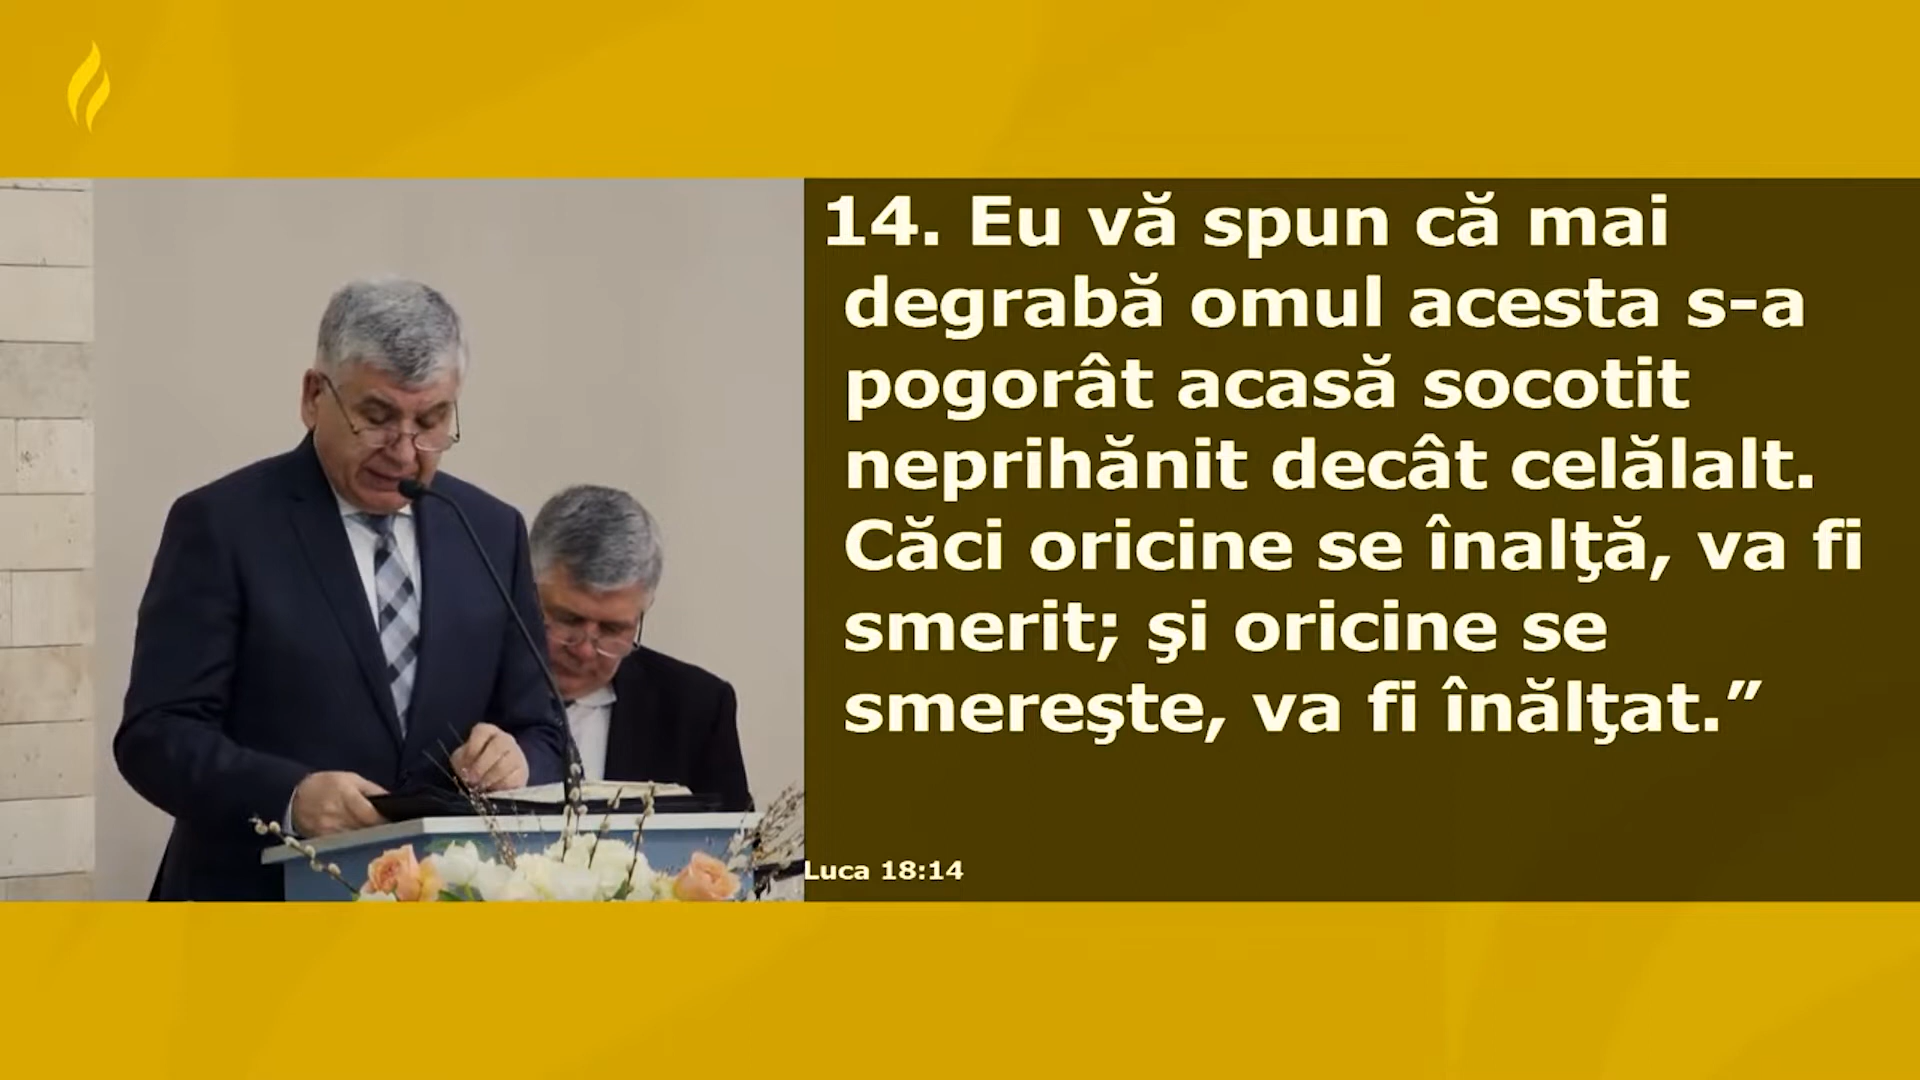 14. Eu vă spun că mai
degrabă omul acesta s-a
pogorât acasă socotit
neprihănit decât celălalt.
Căci oricine se înalţă, va fi
smerit; şi oricine se
smereşte, va fi înălţat.”
Luca 18:14